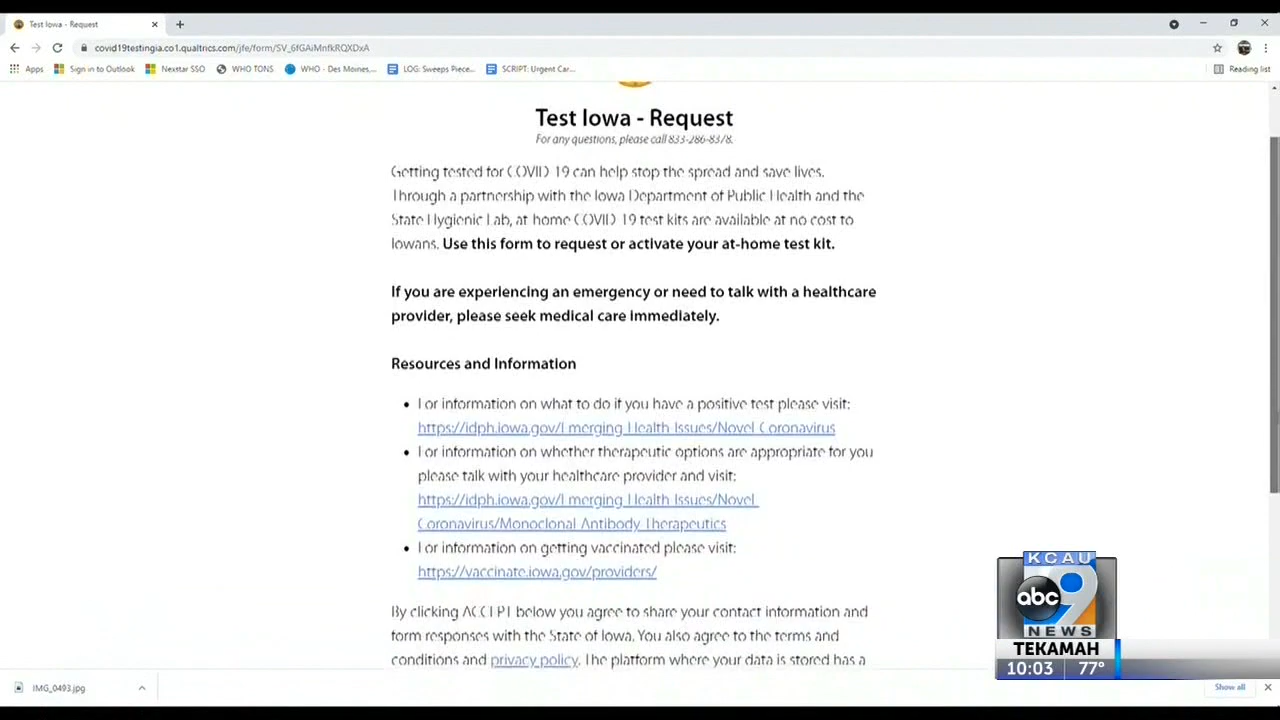 Test Iowa - Request
covid19testingia.co1.qualtrics.com/jfe/form/SV_6fGAiMnfkRQXDxA
Apps Sign in to Outlook Nexstar SSO WHO TONS WHO - Des Moines,... LOG: Sweeps Piece... SCRIPT: Urgent Car... Reading list
Test Iowa - Request
For any questions, please call 833-286-8378.
Getting tested for COVID 19 can help stop the spread and save lives.
Through a partnership with the Iowa Department of Public Health and the
State Hygienic Lab, at home COVID 19 test kits are available at no cost to
Iowans. Use this form to request or activate your at-home test kit.
If you are experiencing an emergency or need to talk with a healthcare
provider, please seek medical care immediately.
Resources and Information
• For information on what to do if you have a positive test please visit:
https://idph.iowa.gov/Emerging Health Issues/Novel Coronavirus
• For information on whether therapeutic options are appropriate for you
please talk with your healthcare provider and visit:
https://idph.iowa.gov/Emerging Health Issues/Novel
Coronavirus/Monoclonal Antibody Therapeutics
• For information on getting vaccinated please visit:
https://vaccinate.iowa.gov/providers/
By clicking ACCEPT below you agree to share your contact information and
form responses with the State of Iowa. You also agree to the terms and
conditions and privacy policy. The platform where your data is stored has a
KCAU
abc 9
NEWS
TEKAMAH
10:03 77°
IMG_0493.jpg
Show all